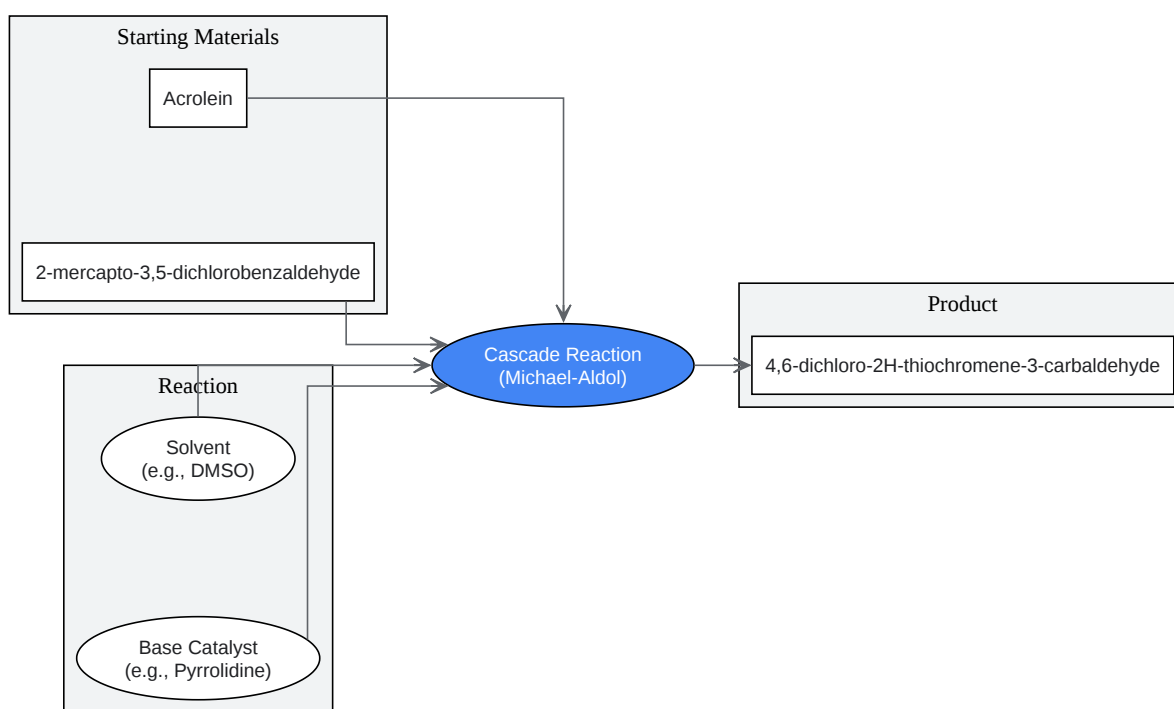 Starting Materials
Acrolein
2-mercapto-3,5-dichlorobenzaldehyde
Reaction
Solvent
(e.g., DMSO)
Base Catalyst
(e.g., Pyrrolidine)
Cascade Reaction
(Michael-Aldol)
Product
4,6-dichloro-2H-thiochromene-3-carbaldehyde